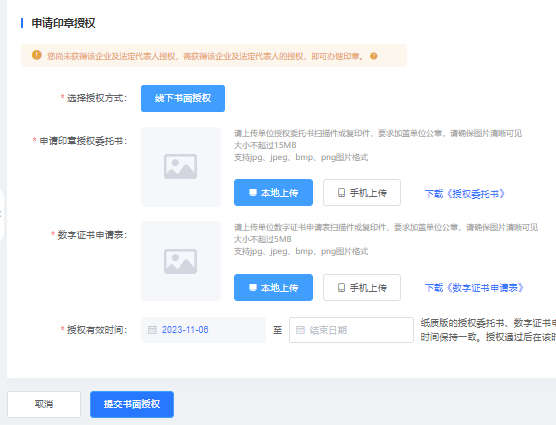 申请印章授权
您尚未获得该企业及法定代表人授权，需获得该企业及法定代表人的授权，即可办理印章。
* 选择授权方式：
线下书面授权
* 申请印章授权委托书：
请上传单位授权委托书扫描件或复印件，要求加盖单位公章，请确保图片清晰可见
大小不超过15MB
支持jpg、jpeg、bmp、png图片格式
本地上传
手机上传
下载《授权委托书》
* 数字证书申请表：
请上传单位数字证书申请表扫描件或复印件，要求加盖单位公章，请确保图片清晰可见
大小不超过5MB
支持jpg、jpeg、bmp、png图片格式
本地上传
手机上传
下载《数字证书申请表》
* 授权有效时间：
2023-11-06
至
结束日期
纸质版的授权委托书、数字证书申
时间保持一致。授权通过后在该时
取消
提交书面授权